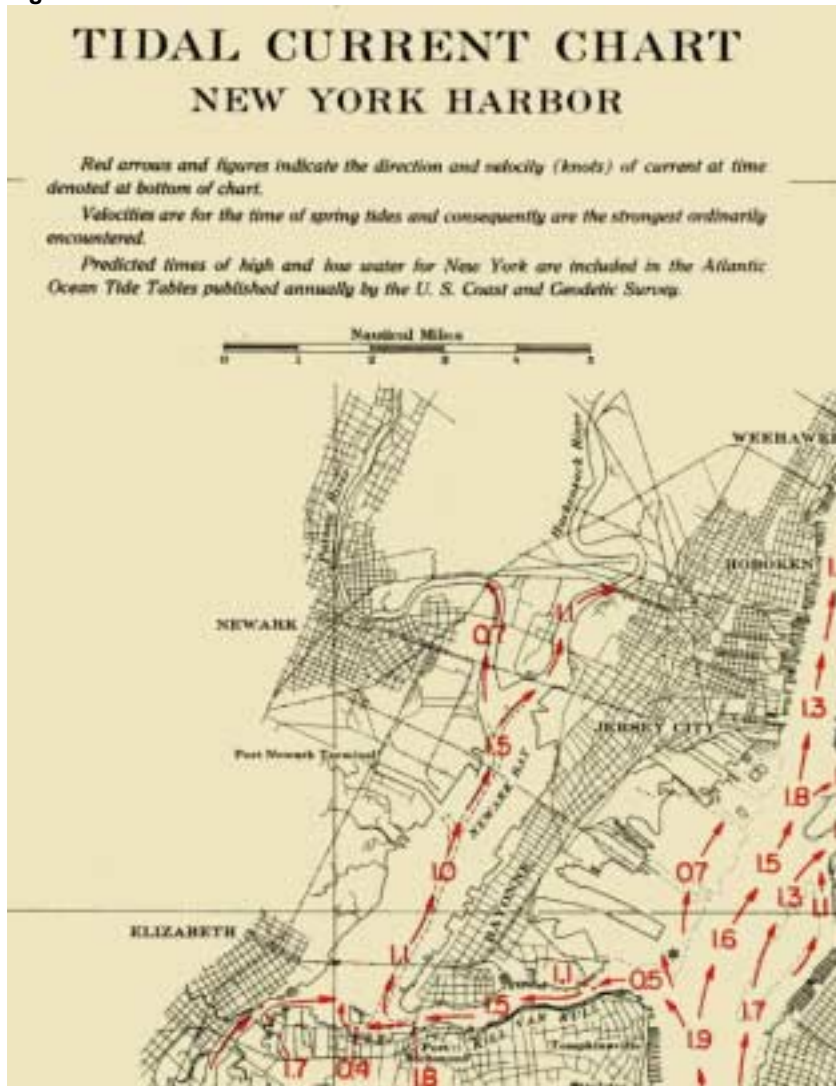 TIDAL CURRENT CHART
NEW YORK HARBOR
Red arrows and figures indicate the direction and velocity (knots) of current at time
denoted at bottom of chart.
Velocities are for the time of spring tides and consequently are the strongest ordinarily
encountered.
Predicted times of high and low water for New York are included in the Atlantic
Ocean Tide Tables published annually by the U. S. Coast and Geodetic Survey.
Nautical Miles
0 1 2 3 4 5
Hackensack River
WEEHAWKE
HOBOKEN
NEWARK
0.7
1.1
1.3
JERSEY CITY
1.5
Port Newark Terminal
NEWARK BAY
1.8
1.0
0.7
1.5
1.3
1.1
BAYONNE
ELIZABETH
1.6
1.1
1.1
0.5
1.5
1.7
KILL VAN KULL
1.9
Port
Tompkinsville
1.7
0.4
1.8